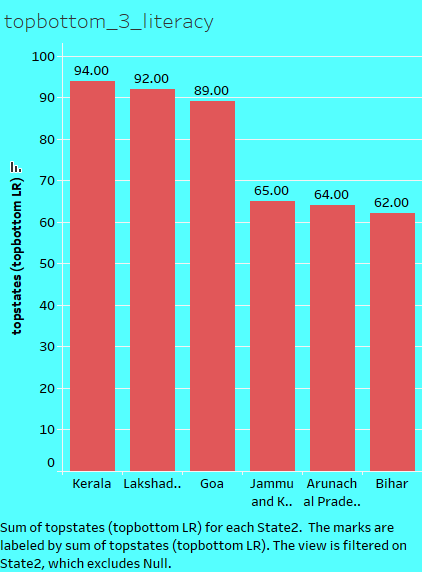 topbottom_3_literacy
topstates (topbottom LR)
100
90
80
70
60
50
40
30
20
10
0
94.00
92.00
89.00
65.00
64.00
62.00
Kerala
Lakshad..
Goa
Jammu
and K..
Arunach
al Prade..
Bihar
Sum of topstates (topbottom LR) for each State2.  The marks are
labeled by sum of topstates (topbottom LR). The view is filtered on
State2, which excludes Null.